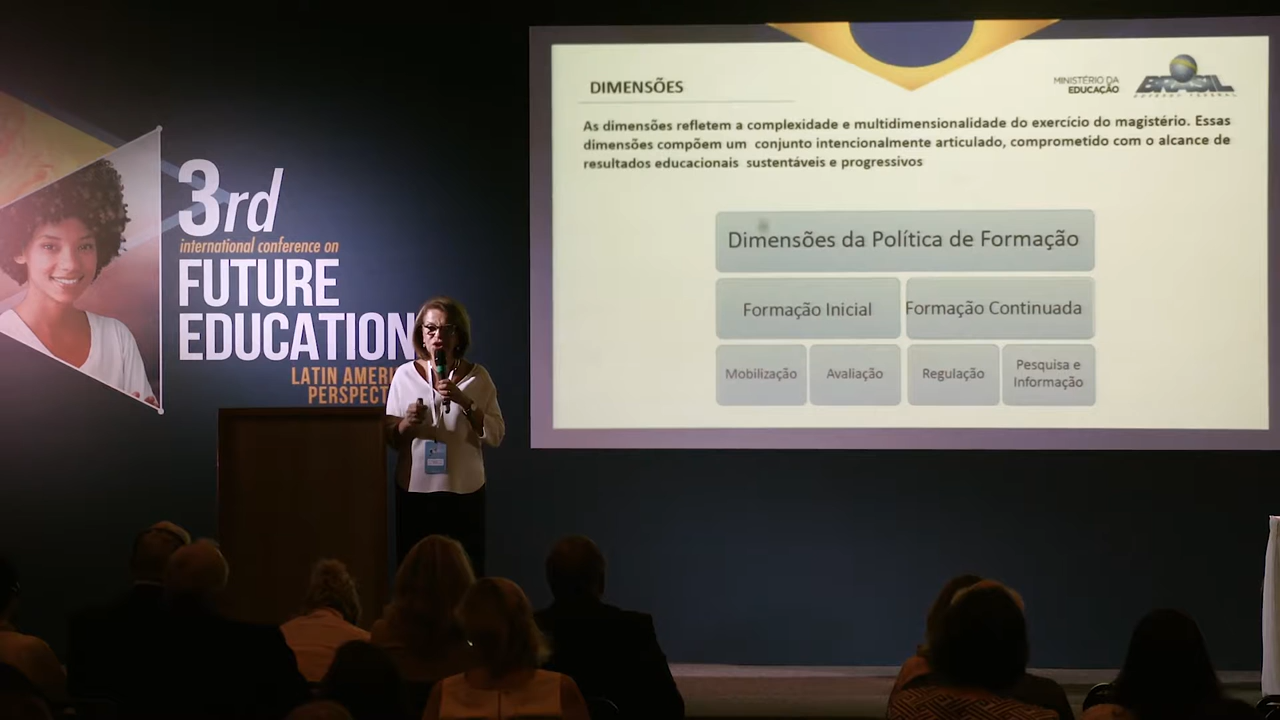 3rd
international conference on
FUTURE
EDUCATION
LATIN AMERI
PERSPECT
DIMENSÕES
MINISTÉRIO DA
EDUCAÇÃO
BRASIL
GOVERNO FEDERAL
As dimensões refletem a complexidade e multidimensionalidade do exercício do magistério. Essas
dimensões compõem um conjunto intencionalmente articulado, comprometido com o alcance de
resultados educacionais sustentáveis e progressivos
Dimensões da Política de Formação
Formação Inicial
Formação Continuada
Mobilização
Avaliação
Regulação
Pesquisa e
Informação